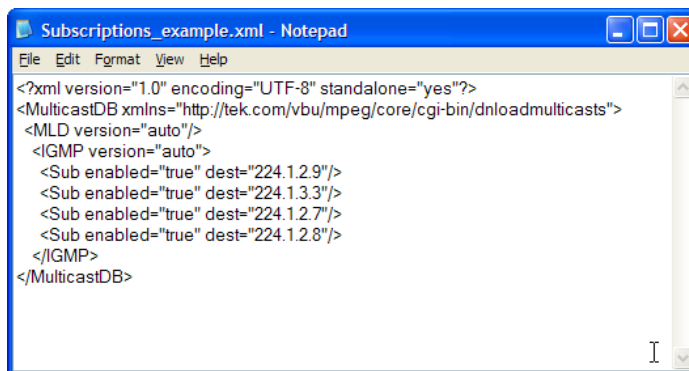 Subscriptions_example.xml - Notepad
File Edit Format View Help
<?xml version="1.0" encoding="UTF-8" standalone="yes"?>
<MulticastDB xmlns="http://tek.com/vbu/mpeg/core/cgi-bin/dnloadmulticasts">
<MLD version="auto"/>
<IGMP version="auto">
<Sub enabled="true" dest="224.1.2.9"/>
<Sub enabled="true" dest="224.1.3.3"/>
<Sub enabled="true" dest="224.1.2.7"/>
<Sub enabled="true" dest="224.1.2.8"/>
</IGMP>
</MulticastDB>